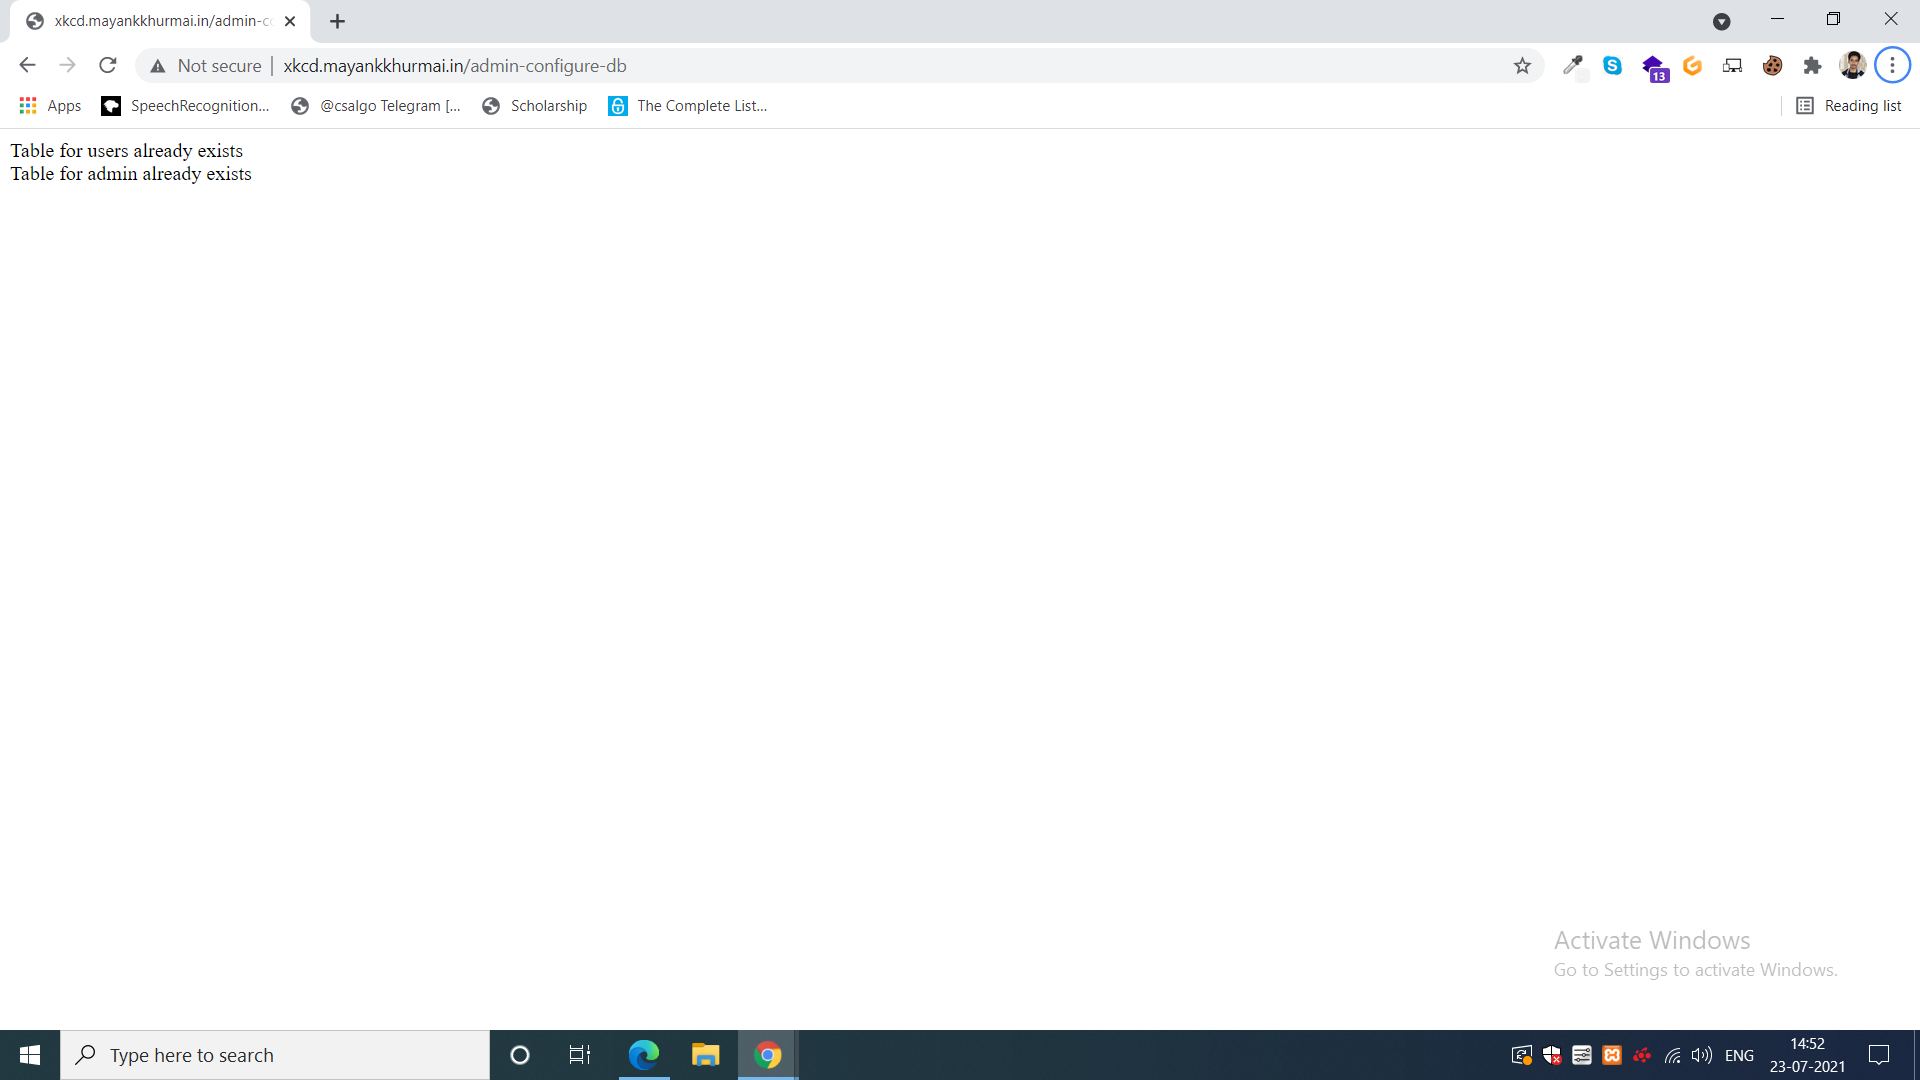 xkcd.mayankkhurmai.in/admin-c
Not secure | xkcd.mayankkhurmai.in/admin-configure-db
13
Apps SpeechRecognition... @csalgo Telegram [... Scholarship The Complete List... Reading list
Table for users already exists
Table for admin already exists
Activate Windows
Go to Settings to activate Windows.
Type here to search
ENG
14:52
23-07-2021